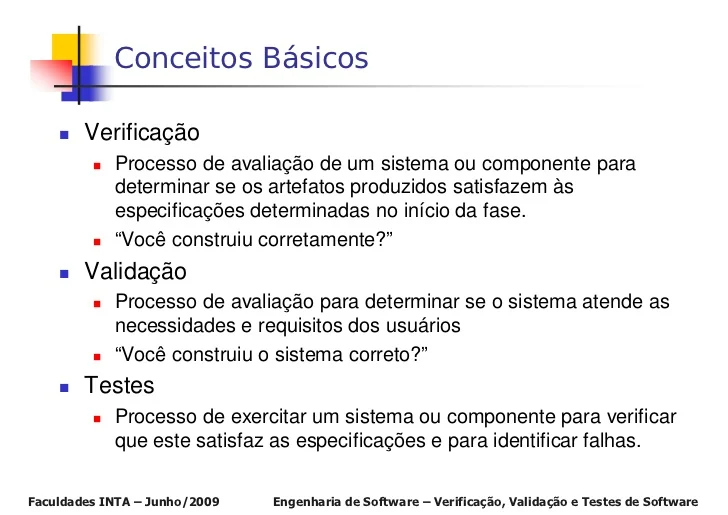 Conceitos Básicos
Verificação
Processo de avaliação de um sistema ou componente para
determinar se os artefatos produzidos satisfazem às
especificações determinadas no início da fase.
“Você construiu corretamente?”
Validação
Processo de avaliação para determinar se o sistema atende as
necessidades e requisitos dos usuários
“Você construiu o sistema correto?”
Testes
Processo de exercitar um sistema ou componente para verificar
que este satisfaz as especificações e para identificar falhas.
Faculdades INTA – Junho/2009 Engenharia de Software – Verificação, Validação e Testes de Software